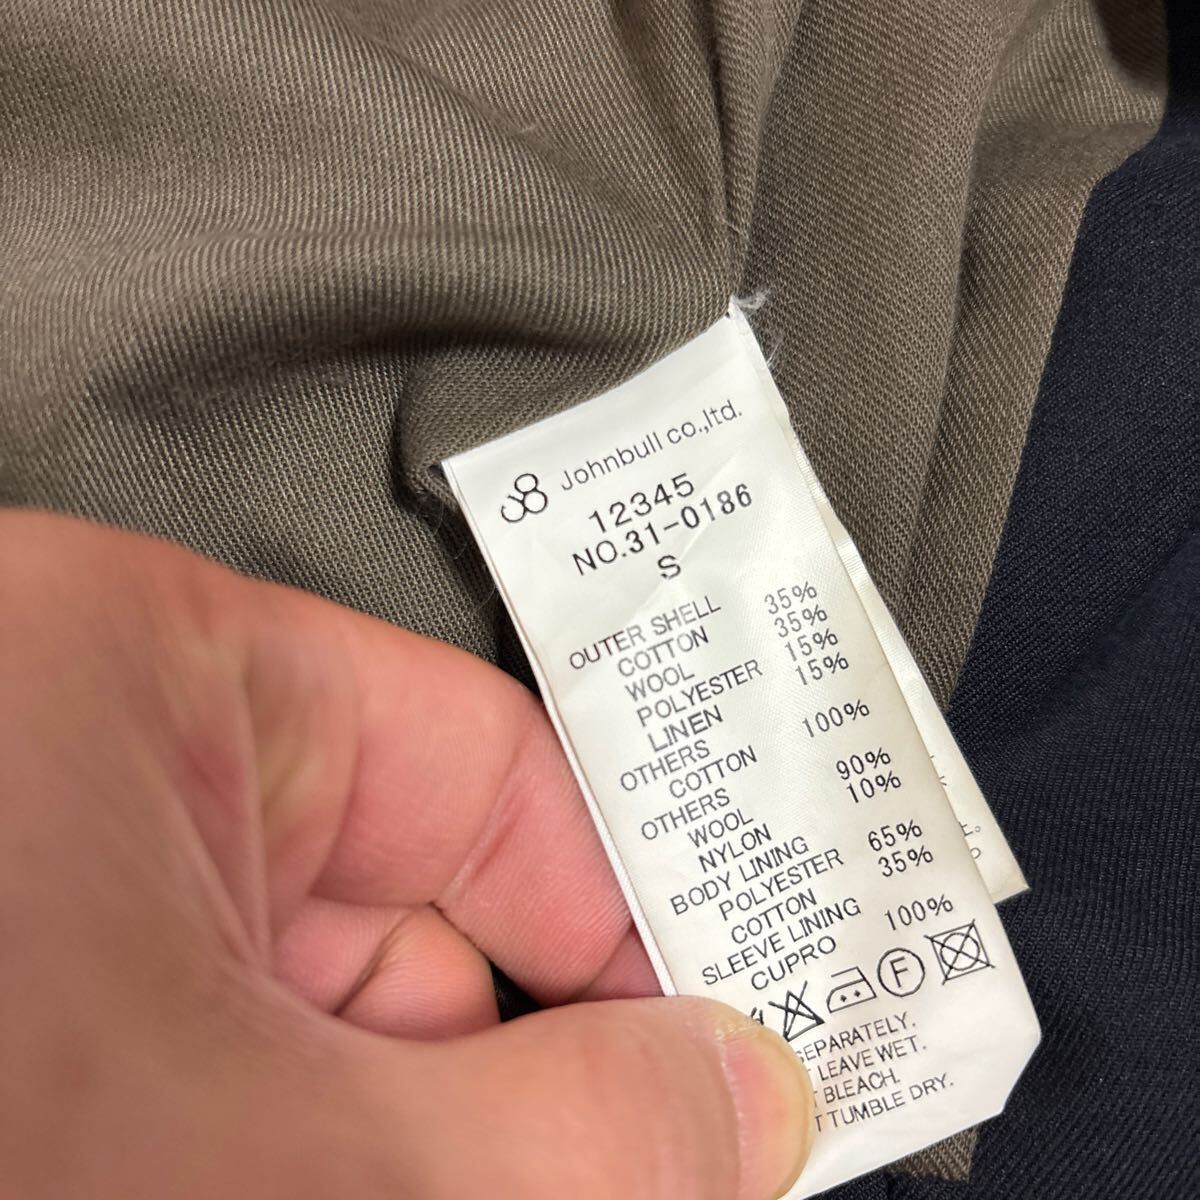 Johnbull co.,ltd.
12345
NO.31-0186
S
OUTER SHELL
COTTON 35%
WOOL 35%
POLYESTER 15%
LINEN 15%
OTHERS
COTTON 100%
OTHERS
WOOL 90%
NYLON 10%
BODY LINING
POLYESTER 65%
COTTON 35%
SLEEVE LINING
CUPRO 100%
F
SEPARATELY.
LEAVE WET.
BLEACH.
TUMBLE DRY.